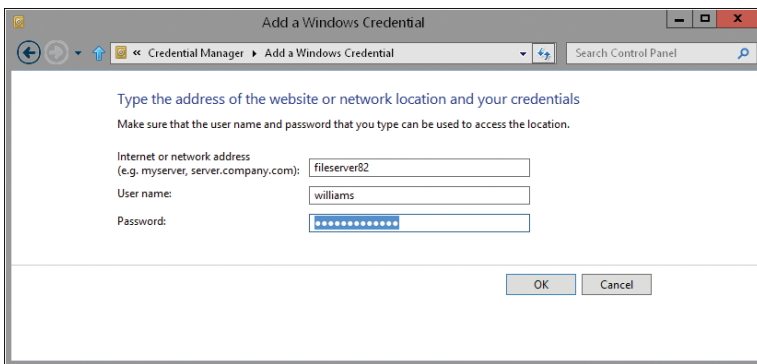 Add a Windows Credential
« Credential Manager ▸ Add a Windows Credential
Search Control Panel
Type the address of the website or network location and your credentials
Make sure that the user name and password that you type can be used to access the location.
Internet or network address
(e.g. myserver, server.company.com): fileserver82
User name: williams
Password: •••••••••••••
OK Cancel